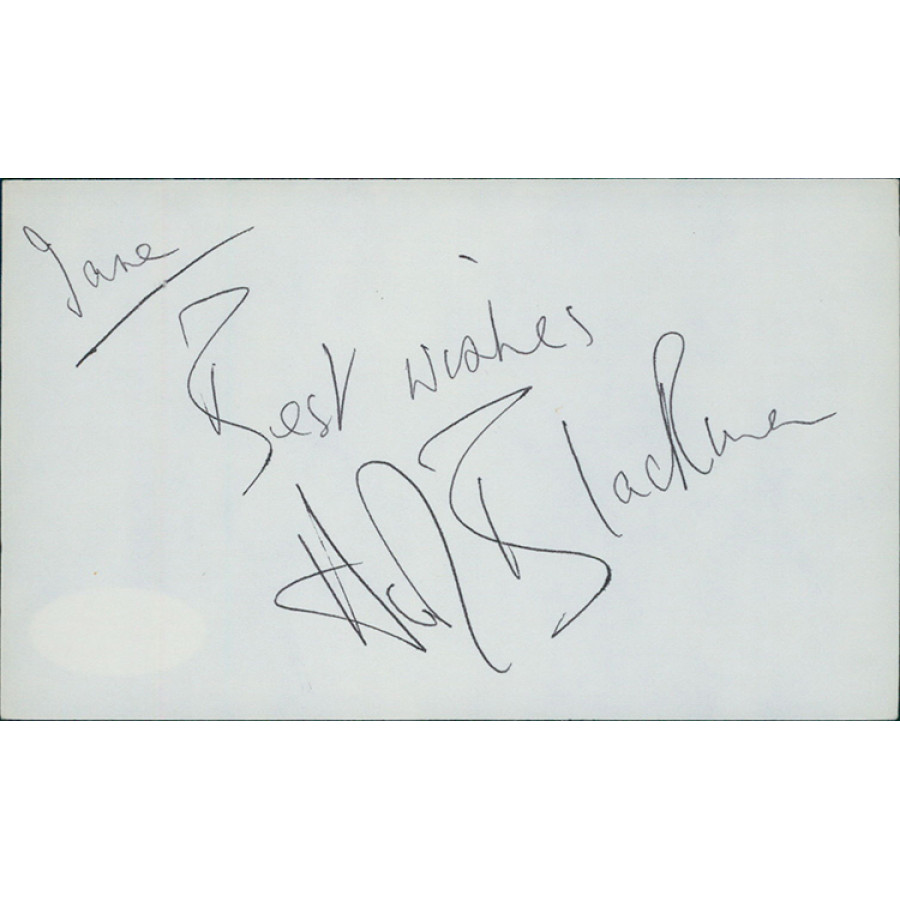 Jane
Best wishes
Blackman